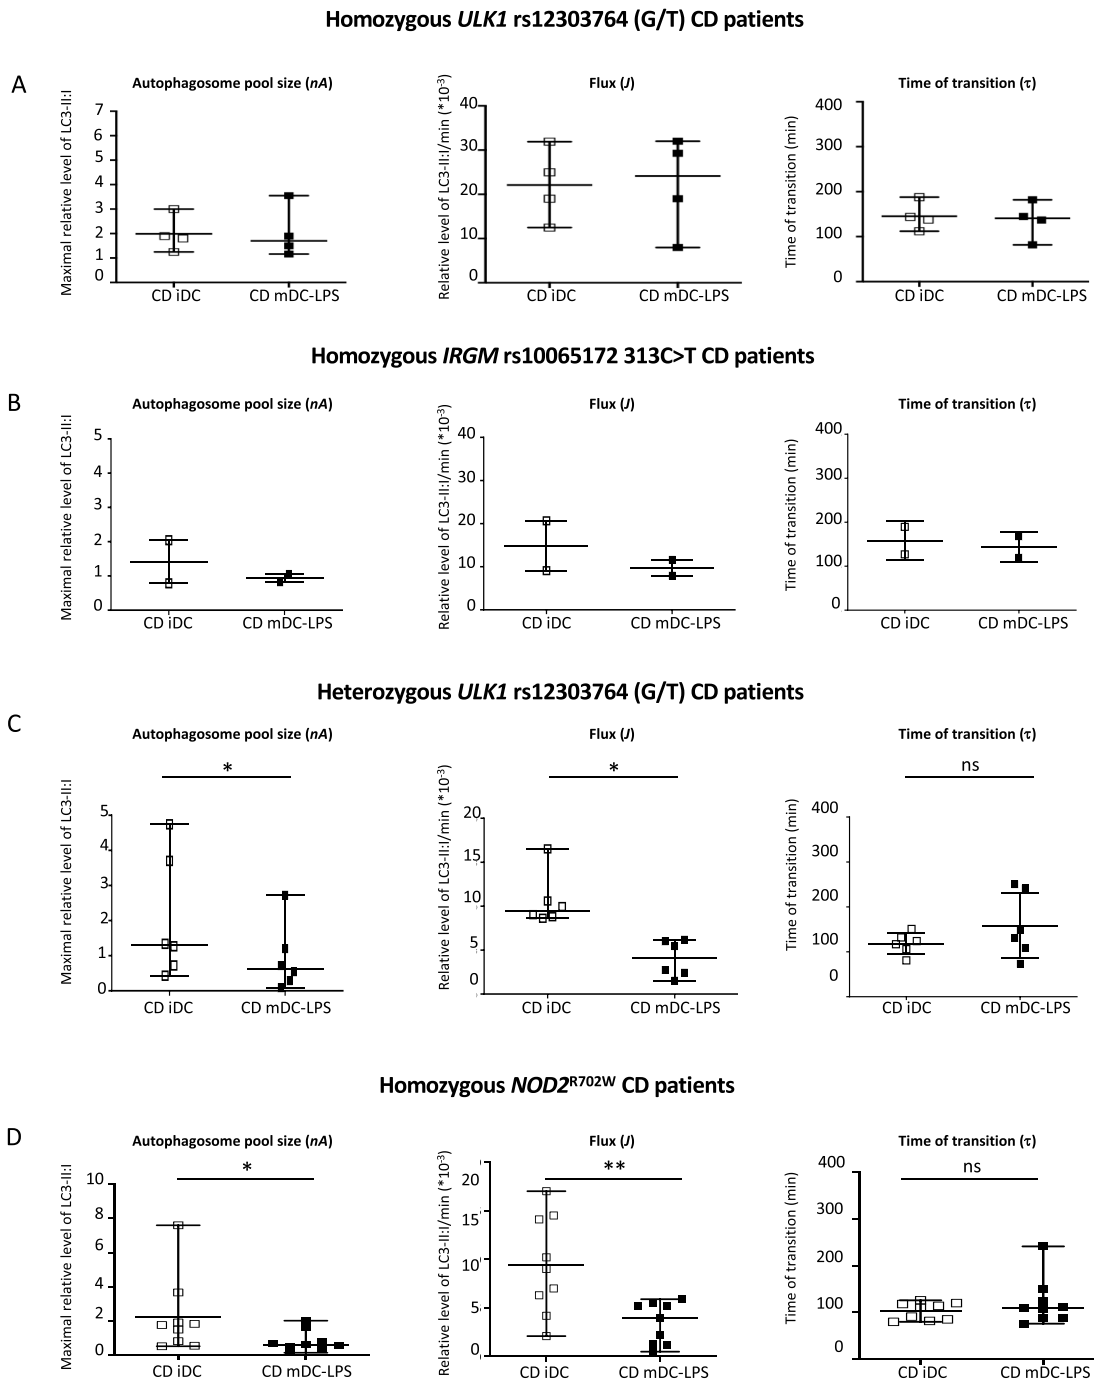 Homozygous ULK1 rs12303764 (G/T) CD patients
A
Autophagosome pool size (nA)
Maximal relative level of LC3-II:I
7
6
5
4
3
2
1
0
CD iDC
CD mDC-LPS
Flux (J)
Relative level of LC3-II:I/min (*10-3)
40
30
20
10
0
CD iDC
CD mDC-LPS
Time of transition (τ)
Time of transition (min)
400
300
200
100
0
CD iDC
CD mDC-LPS
Homozygous IRGM rs10065172 313C>T CD patients
B
Autophagosome pool size (nA)
Maximal relative level of LC3-II:I
5
4
3
2
1
0
CD iDC
CD mDC-LPS
Flux (J)
Relative level of LC3-II:I/min (*10-3)
40
30
20
10
0
CD iDC
CD mDC-LPS
Time of transition (τ)
Time of transition (min)
400
300
200
100
0
CD iDC
CD mDC-LPS
Heterozygous ULK1 rs12303764 (G/T) CD patients
C
Autophagosome pool size (nA)
*
Maximal relative level of LC3-II:I
5
4
3
2
1
0
CD iDC
CD mDC-LPS
Flux (J)
*
Relative level of LC3-II:I/min (*10-3)
20
15
10
5
0
CD iDC
CD mDC-LPS
Time of transition (τ)
ns
Time of transition (min)
400
300
200
100
0
CD iDC
CD mDC-LPS
Homozygous NOD2R702W CD patients
D
Autophagosome pool size (nA)
*
Maximal relative level of LC3-II:I
10
8
6
4
2
0
CD iDC
CD mDC-LPS
Flux (J)
**
Relative level of LC3-II:I/min (*10-3)
20
15
10
5
0
CD iDC
CD mDC-LPS
Time of transition (τ)
ns
Time of transition (min)
400
300
200
100
0
CD iDC
CD mDC-LPS